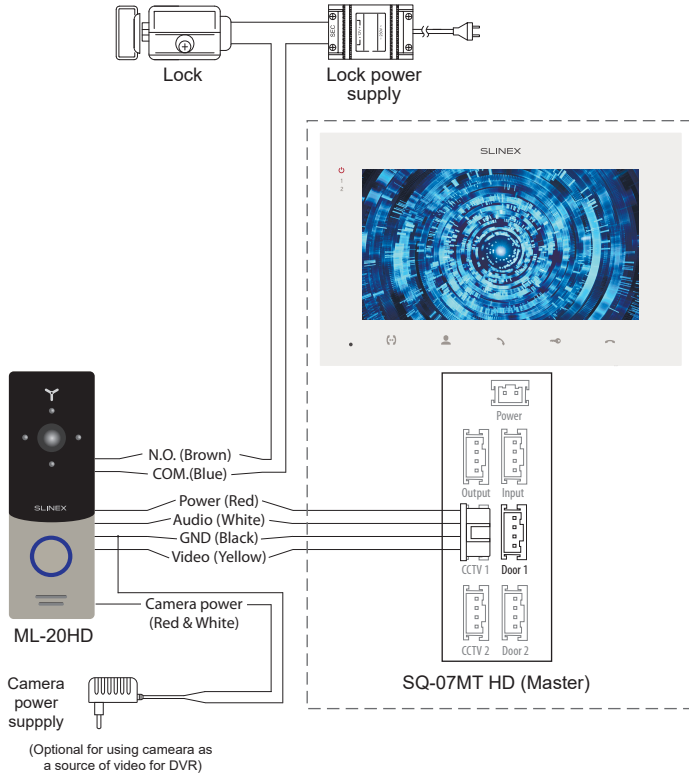 Lock
Lock power
supply
SEC
SLINEX
1
2
Power
Output Input
CCTV 1 Door 1
CCTV 2 Door 2
SQ-07MT HD (Master)
N.O. (Brown)
COM.(Blue)
Power (Red)
Audio (White)
GND (Black)
Video (Yellow)
Camera power
(Red & White)
SLINEX
ML-20HD
Camera
power
suppply
(Optional for using cameara as
a source of video for DVR)